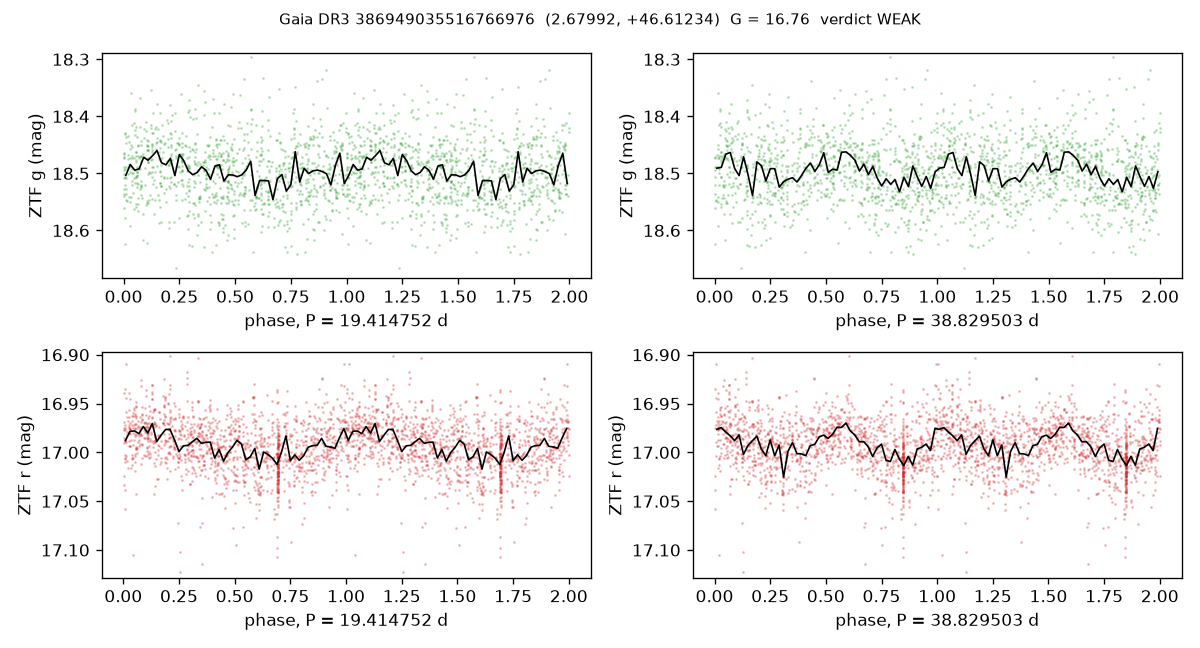 Gaia DR3 386949035516766976  (2.67992, +46.61234)  G = 16.76  verdict WEAK
ZTF g (mag)
18.3
18.4
18.5
18.6
0.00 0.25 0.50 0.75 1.00 1.25 1.50 1.75 2.00
phase, P = 19.414752 d
ZTF g (mag)
18.3
18.4
18.5
18.6
0.00 0.25 0.50 0.75 1.00 1.25 1.50 1.75 2.00
phase, P = 38.829503 d
ZTF r (mag)
16.90
16.95
17.00
17.05
17.10
0.00 0.25 0.50 0.75 1.00 1.25 1.50 1.75 2.00
phase, P = 19.414752 d
ZTF r (mag)
16.90
16.95
17.00
17.05
17.10
0.00 0.25 0.50 0.75 1.00 1.25 1.50 1.75 2.00
phase, P = 38.829503 d